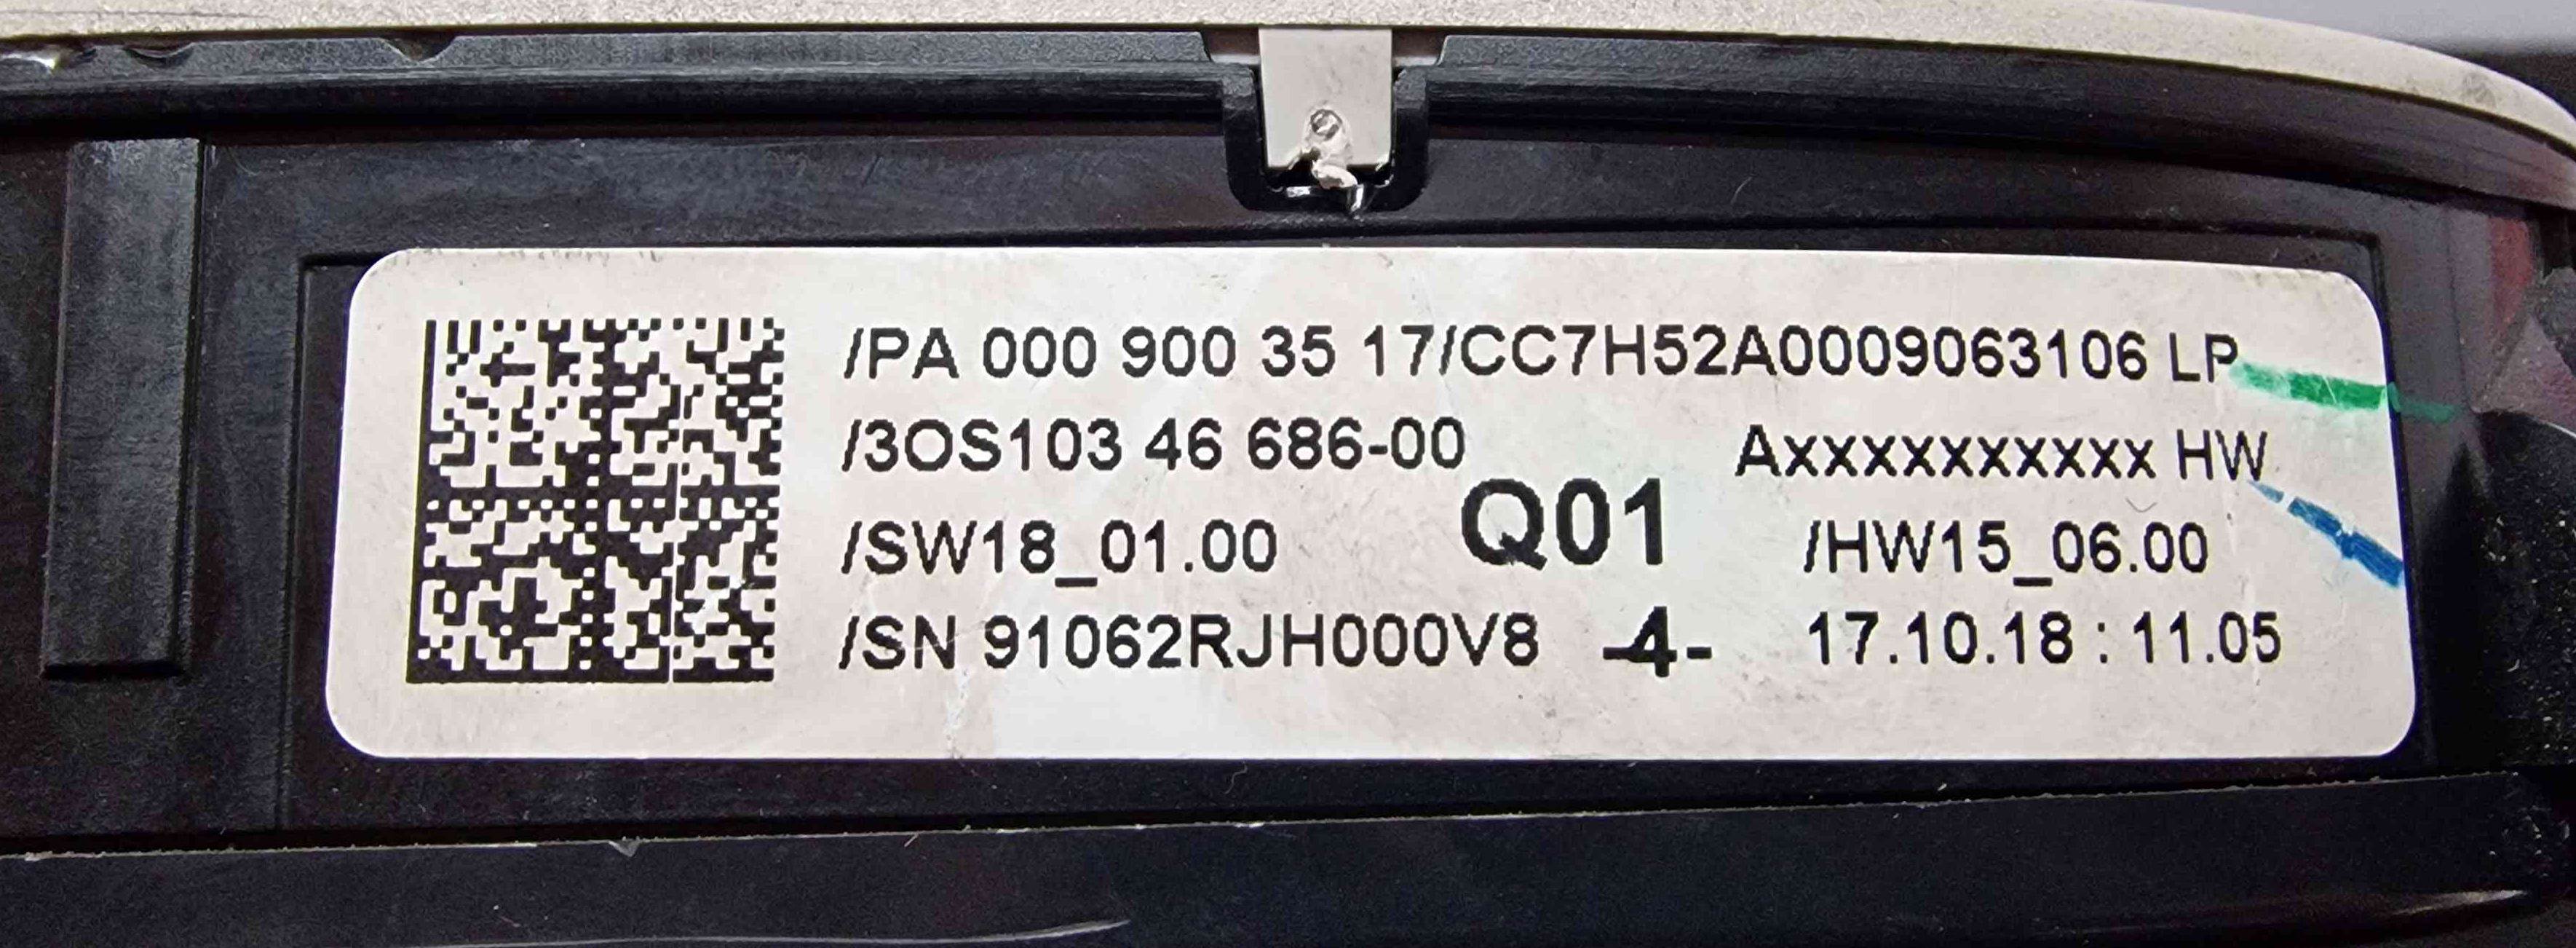 /PA 000 900 35 17/CC7H52A0009063106 LP
/3OS103 46 686-00 Axxxxxxxxxxx HW
/SW18_01.00 Q01 /HW15_06.00
/SN 91062RJH000V8 -4- 17.10.18 : 11.05